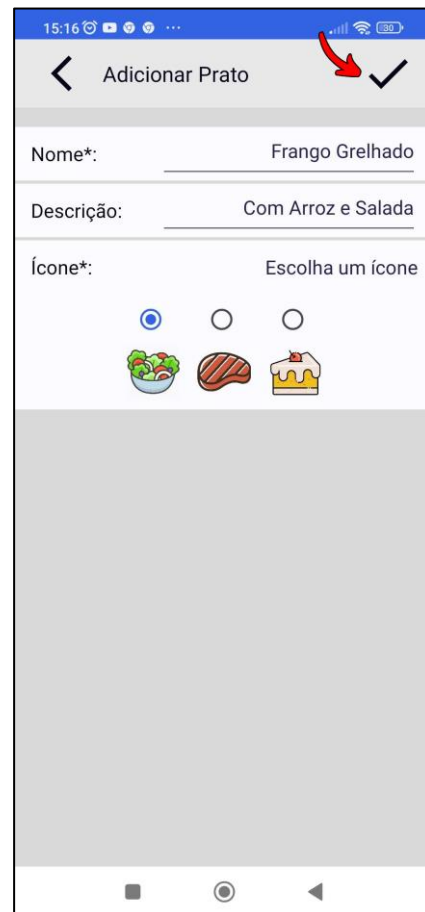 15:16
30
Adicionar Prato
Nome*: Frango Grelhado
Descrição: Com Arroz e Salada
Ícone*: Escolha um ícone